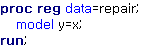 proc reg data=repair;
model y=x;
run;